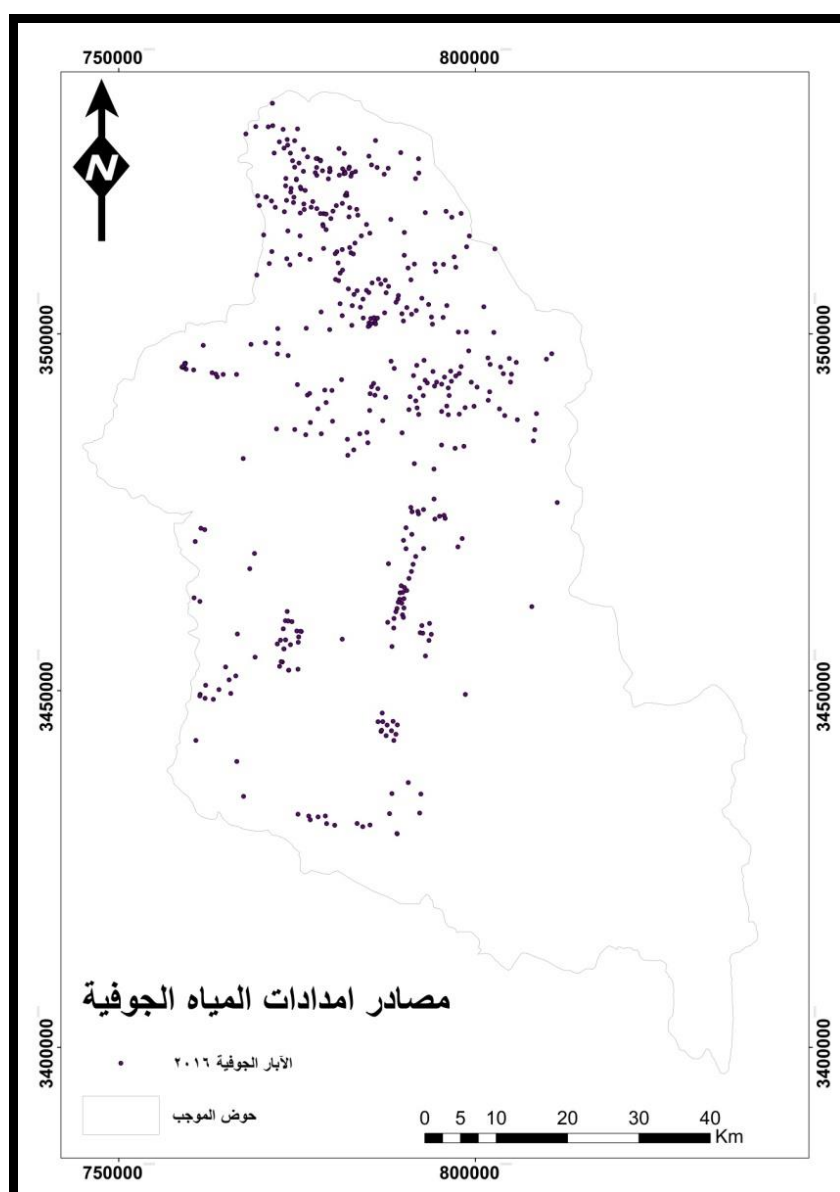 750000 800000
N
3500000 3500000
3450000 3450000
3400000 3400000
مصادر امدادات المياه الجوفية
الآبار الجوفية ٢٠١٦
حوض الموجب
0 5 10 20 30 40
Km
750000 800000